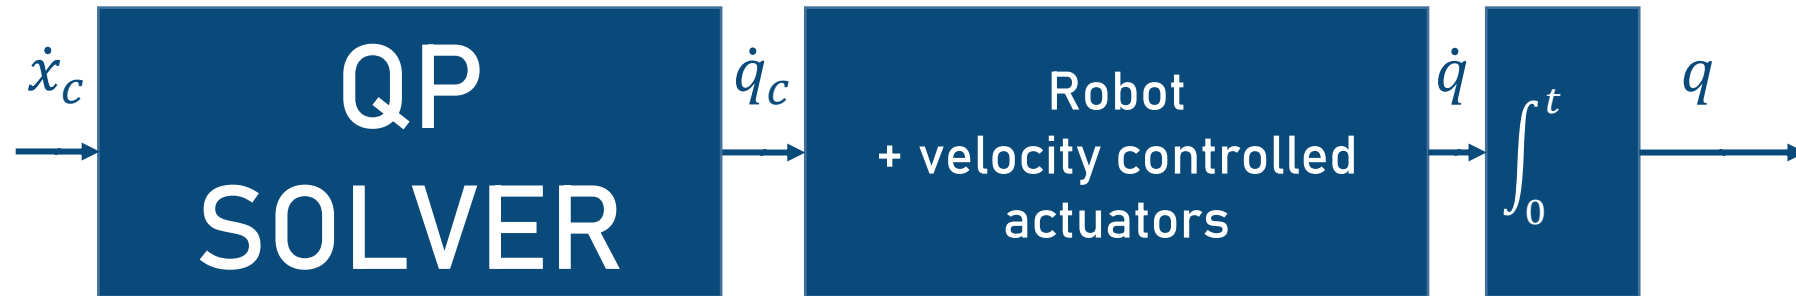 ẋ_c
QP
SOLVER
q̇_c
Robot
+ velocity controlled
actuators
q̇
∫_0^t
q